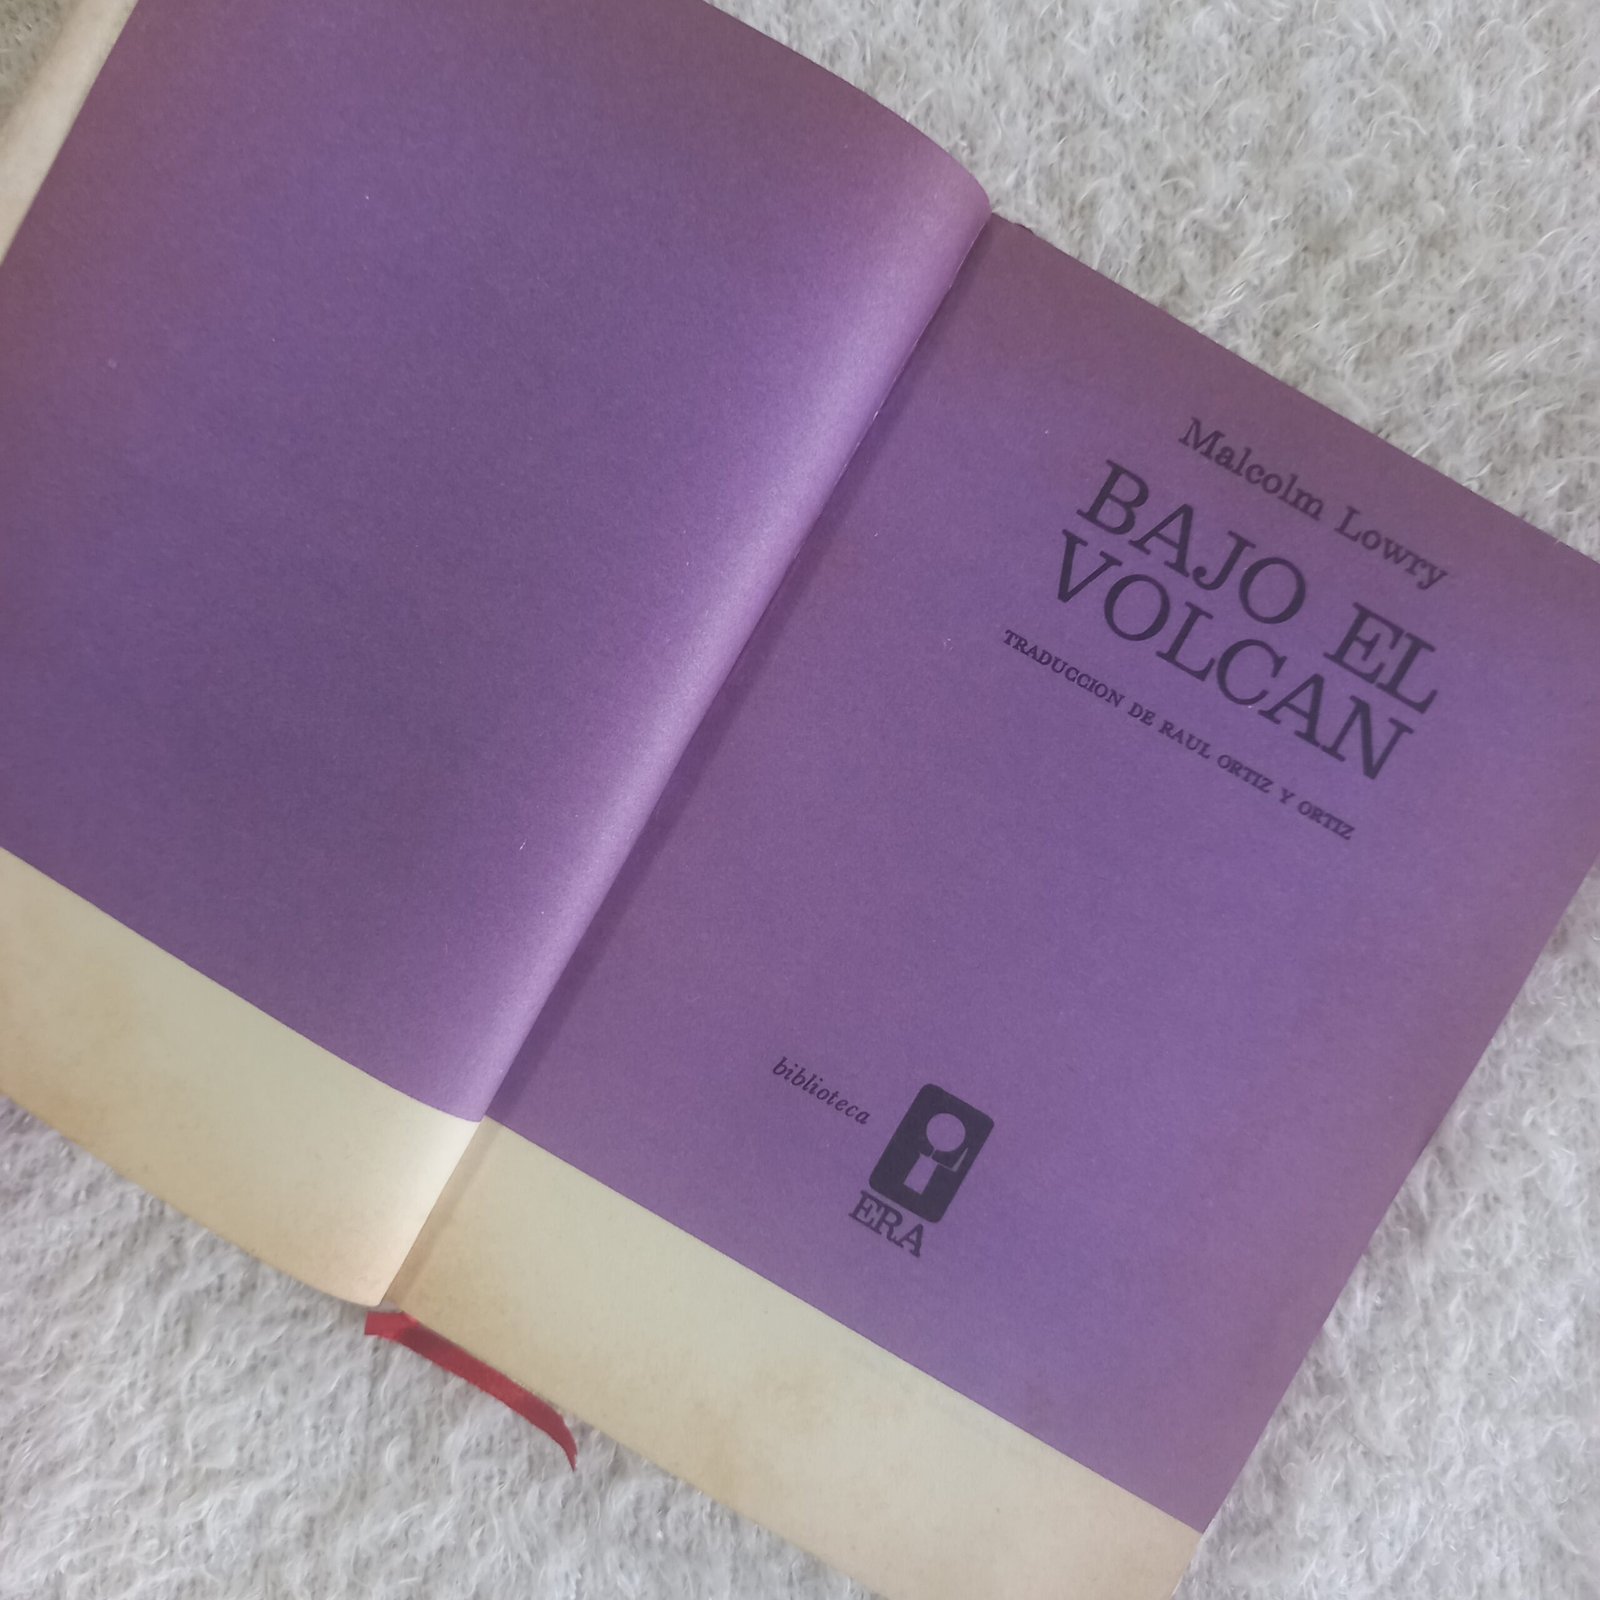 Malcolm Lowry
BAJO EL
VOLCAN
TRADUCCION DE RAUL ORTIZ Y ORTIZ
biblioteca
ERA